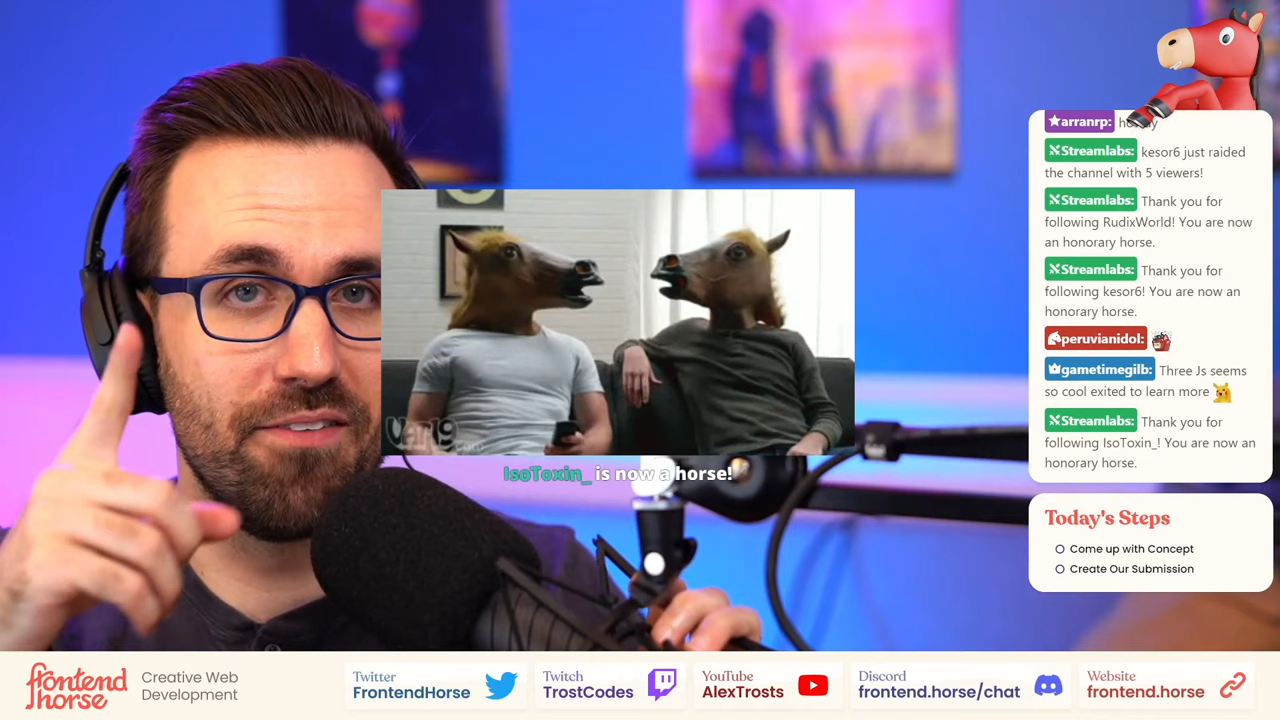 arranrp:
Streamlabs: kesor6 just raided
the channel with 5 viewers!
Streamlabs: Thank you for
following RudixWorld! You are now
an honorary horse.
Streamlabs: Thank you for
following kesor6! You are now an
honorary horse.
peruvianidol:
gametimegilb: Three Js seems
so cool exited to learn more
Streamlabs: Thank you for
following IsoToxin_! You are now an
honorary horse.
IsoToxin_ is now a horse!
Today's Steps
Come up with Concept
Create Our Submission
frontend
horse
Creative Web
Development
Twitter
FrontendHorse
Twitch
TrostCodes
YouTube
AlexTrosts
Discord
frontend.horse/chat
Website
frontend.horse